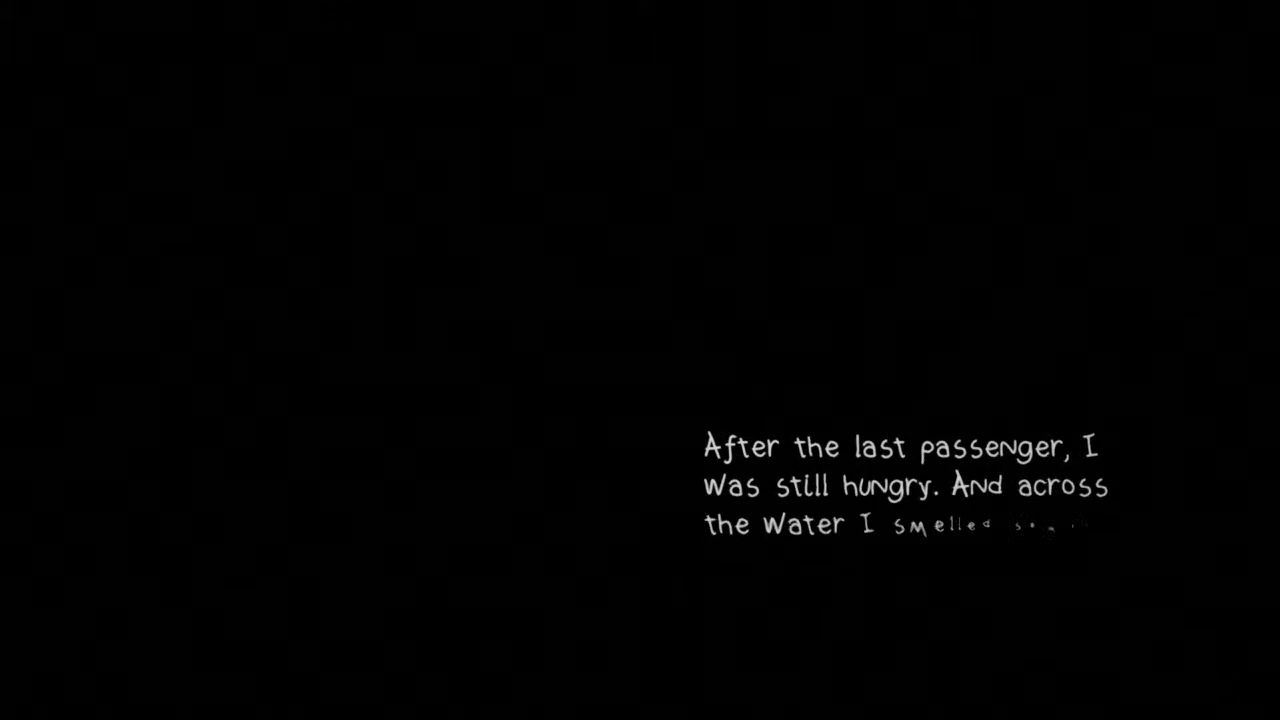 After the last passenger, I
was still hungry. And across
the water I smelled